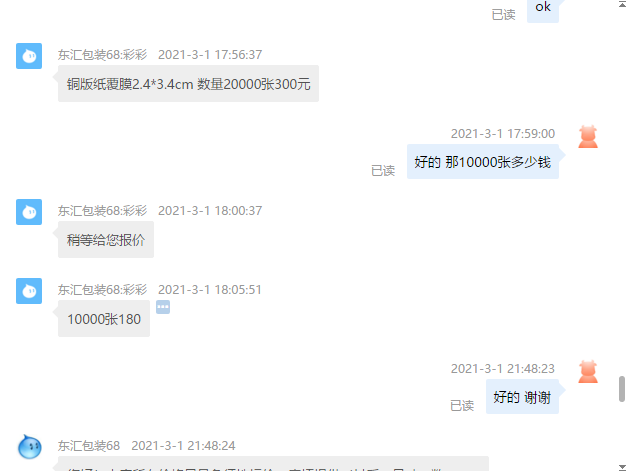 ok
已读
东汇包装68:彩彩 2021-3-1 17:56:37
铜版纸覆膜2.4*3.4cm 数量20000张300元
2021-3-1 17:59:00
好的 那10000张多少钱
已读
东汇包装68:彩彩 2021-3-1 18:00:37
稍等给您报价
东汇包装68:彩彩 2021-3-1 18:05:51
10000张180
2021-3-1 21:48:23
好的 谢谢
已读
东汇包装68 2021-3-1 21:48:24